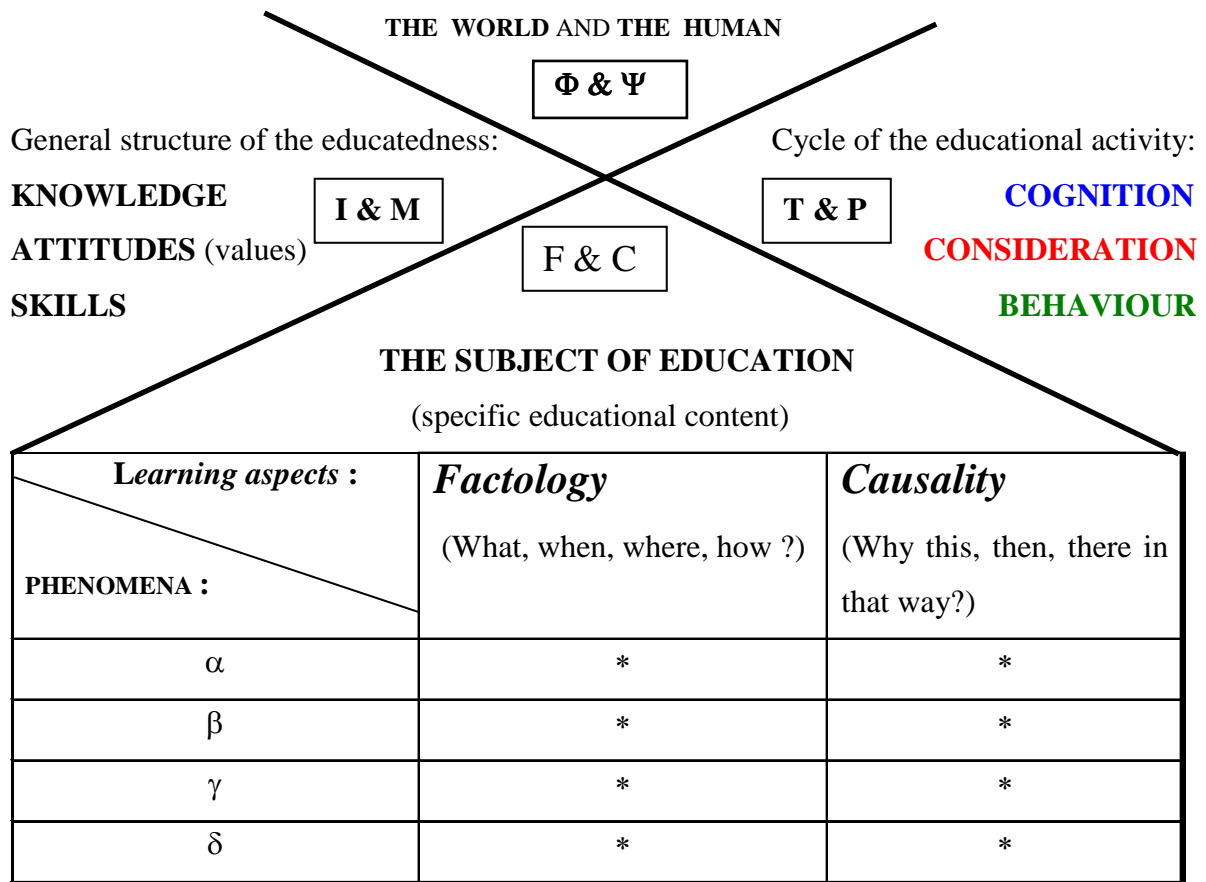 THE WORLD AND THE HUMAN
Φ & Ψ
General structure of the educatedness:
KNOWLEDGE
ATTITUDES (values)
SKILLS
I & M
Cycle of the educational activity:
COGNITION
CONSIDERATION
BEHAVIOUR
T & P
F & C
THE SUBJECT OF EDUCATION
(specific educational content)
Learning aspects :
PHENOMENA :
Factology
(What, when, where, how ?)
Causality
(Why this, then, there in
that way?)
α * *
β * *
γ * *
δ * *